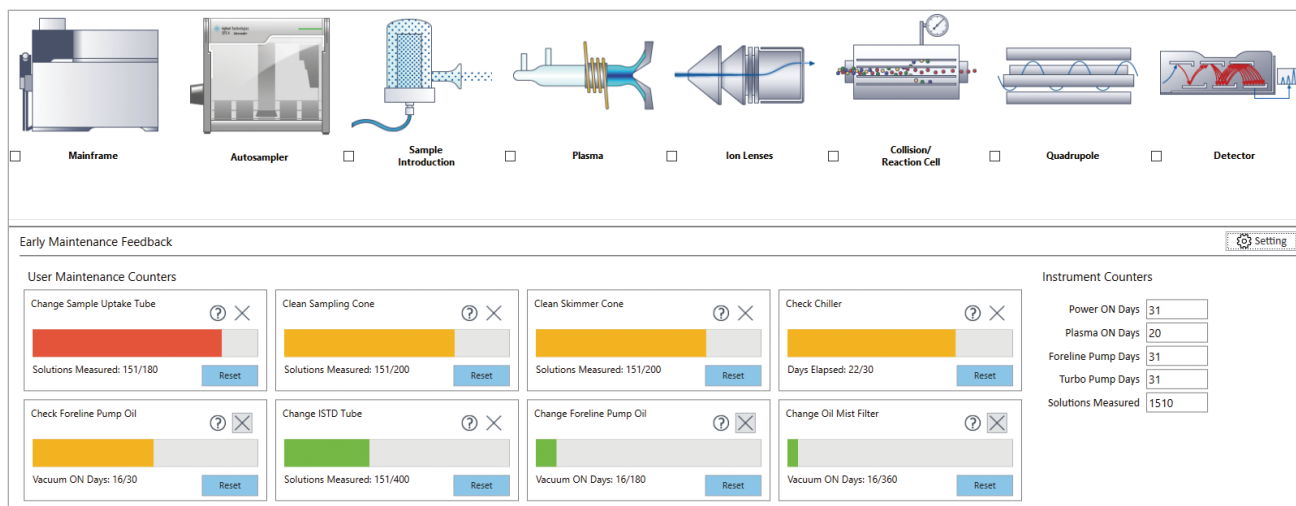 Agilent Technologies
Mainframe
Autosampler
Sample
Introduction
Plasma
Ion Lenses
Collision/
Reaction Cell
Quadrupole
Detector
Early Maintenance Feedback
Setting
User Maintenance Counters
Instrument Counters
Change Sample Uptake Tube
Solutions Measured: 151/180
Reset
Clean Sampling Cone
Solutions Measured: 151/200
Reset
Clean Skimmer Cone
Solutions Measured: 151/200
Reset
Check Chiller
Days Elapsed: 22/30
Reset
Power ON Days 31
Plasma ON Days 20
Foreline Pump Days 31
Turbo Pump Days 31
Solutions Measured 1510
Check Foreline Pump Oil
Vacuum ON Days: 16/30
Reset
Change ISTD Tube
Solutions Measured: 151/400
Reset
Change Foreline Pump Oil
Vacuum ON Days: 16/180
Reset
Change Oil Mist Filter
Vacuum ON Days: 16/360
Reset